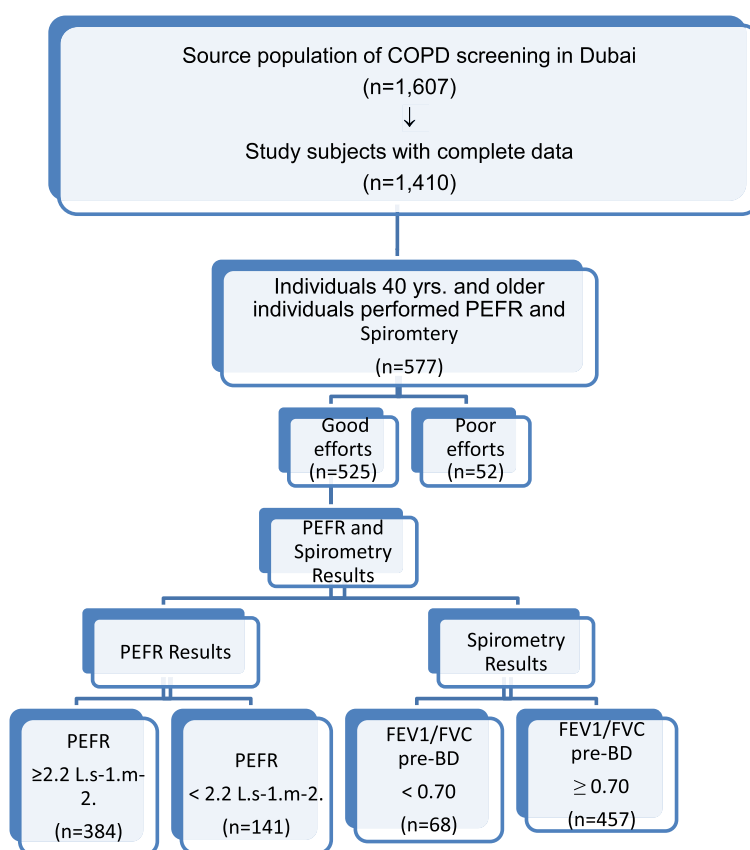 Source population of COPD screening in Dubai
(n=1,607)
↓
Study subjects with complete data
(n=1,410)
Individuals 40 yrs. and older
individuals performed PEFR and
Spiromtery
(n=577)
Good
efforts
(n=525)
Poor
efforts
(n=52)
PEFR and
Spirometry
Results
PEFR Results
Spirometry
Results
PEFR
≥2.2 L.s-1.m-
2.
(n=384)
PEFR
< 2.2 L.s-1.m-2.
(n=141)
FEV1/FVC
pre-BD
< 0.70
(n=68)
FEV1/FVC
pre-BD
≥ 0.70
(n=457)